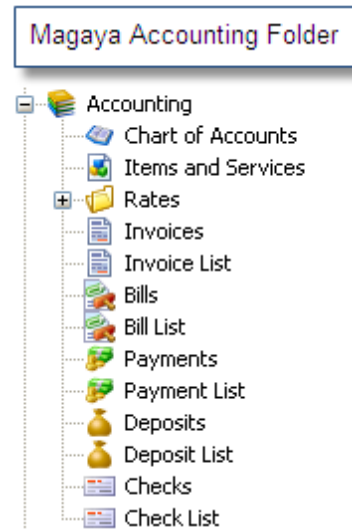 Magaya Accounting Folder
Accounting
Chart of Accounts
Items and Services
Rates
Invoices
Invoice List
Bills
Bill List
Payments
Payment List
Deposits
Deposit List
Checks
Check List